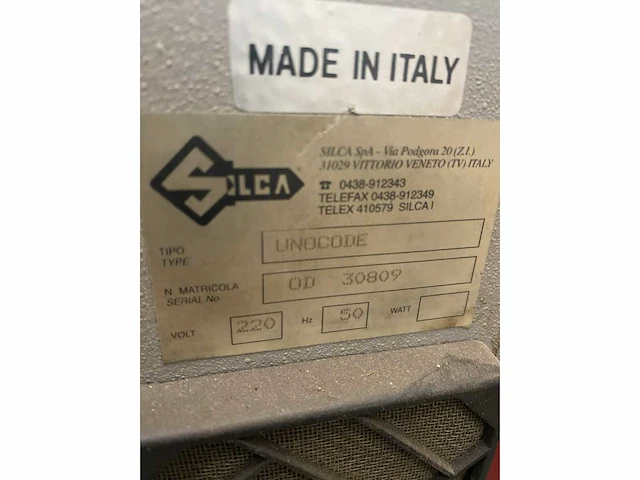 MADE IN ITALY
SILCA
SILCA SpA - Via Podgora 20 (Z.I.)
31029 VITTORIO VENETO (TV) ITALY
☎ 0438-912343
TELEFAX 0438-912349
TELEX 410579 SILCA I
TIPO
TYPE
UNOCODE
N MATRICOLA
SERIAL No
OD 30809
VOLT 220 Hz. 50 WATT